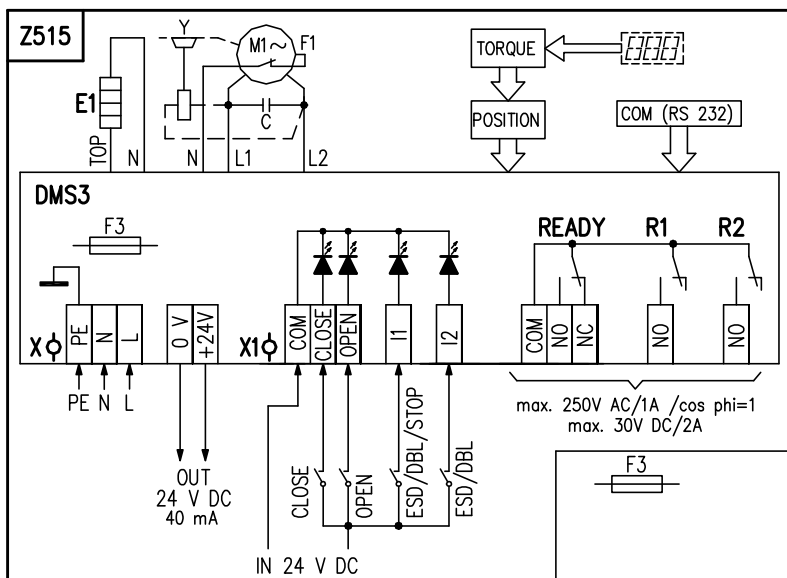 Z515
Y
M1 ~
F1
E1
C
TOP
N
N
L1
L2
TORQUE
POSITION
COM (RS 232)
DMS3
F3
READY
R1
R2
X
PE
N
L
0 V
+24V
X1
COM
CLOSE
OPEN
I1
I2
COM
NO
NC
NO
NO
PE N L
OUT
24 V DC
40 mA
CLOSE
OPEN
ESD/DBL/STOP
ESD/DBL
IN 24 V DC
max. 250V AC/1A /cos phi=1
max. 30V DC/2A
F3